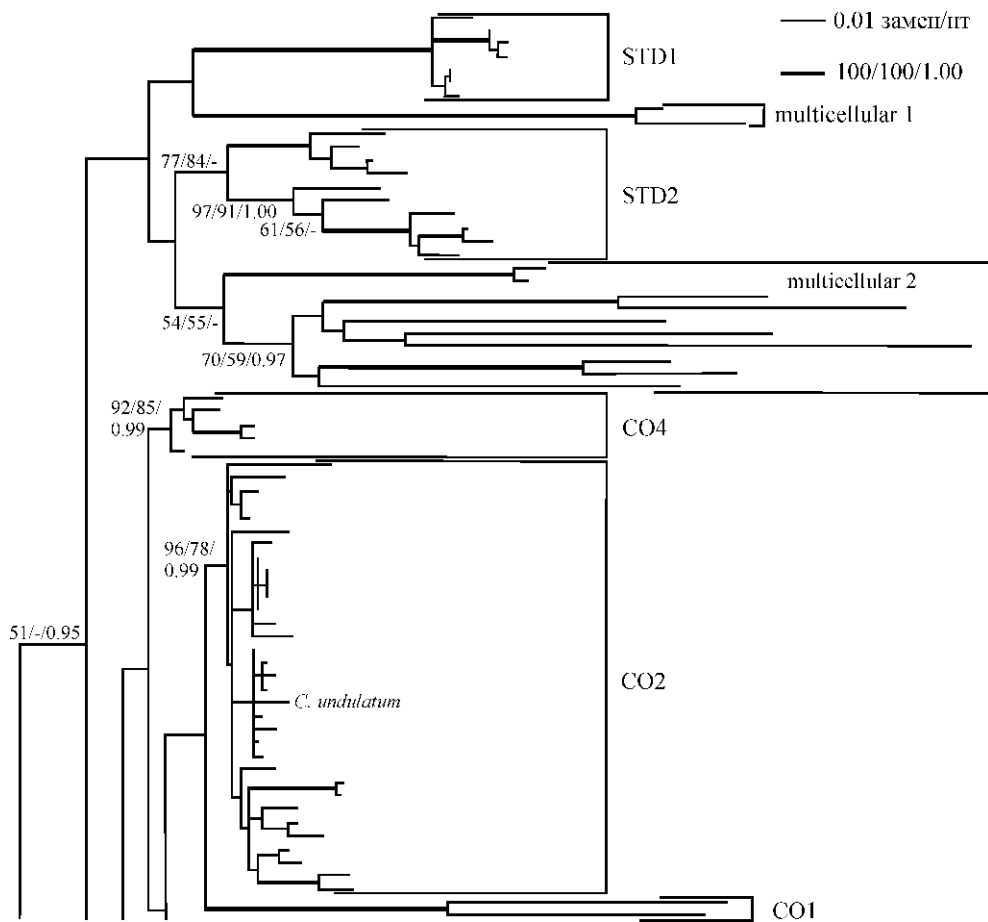 0.01 замен/нт
STD1
100/100/1.00
multicellular 1
77/84/-
STD2
97/91/1.00
61/56/-
multicellular 2
54/55/-
70/59/0.97
92/85/
0.99
CO4
96/78/
0.99
51/-/0.95
CO2
C. undulatum
CO1